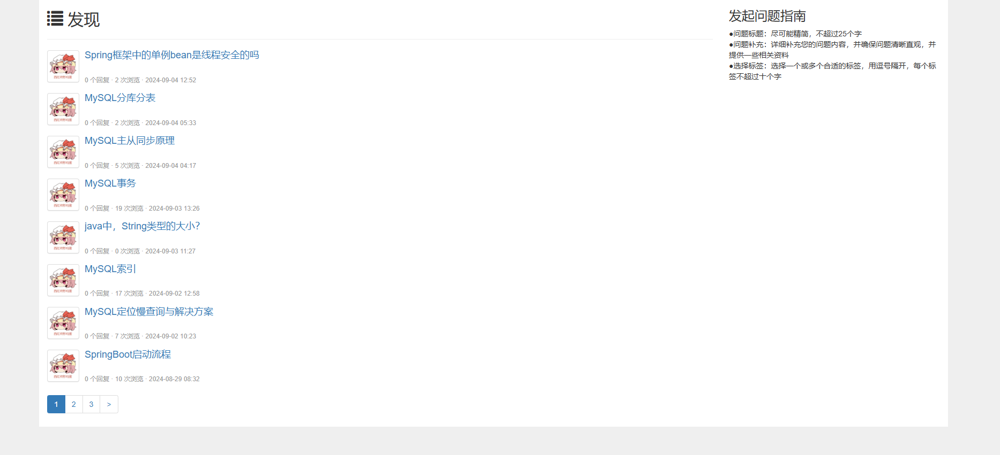 发现
Spring框架中的单例bean是线程安全的吗
0 个回复 · 2 次浏览 · 2024-09-04 12:52
MySQL分库分表
0 个回复 · 2 次浏览 · 2024-09-04 05:33
MySQL主从同步原理
0 个回复 · 5 次浏览 · 2024-09-04 04:17
MySQL事务
0 个回复 · 19 次浏览 · 2024-09-03 13:26
java中，String类型的大小？
0 个回复 · 0 次浏览 · 2024-09-03 11:27
MySQL索引
0 个回复 · 17 次浏览 · 2024-09-02 12:58
MySQL定位慢查询与解决方案
0 个回复 · 7 次浏览 · 2024-09-02 10:23
SpringBoot启动流程
0 个回复 · 10 次浏览 · 2024-08-29 08:32
1 2 3 >
发起问题指南
●问题标题：尽可能精简，不超过25个字
●问题补充：详细补充您的问题内容，并确保问题清晰直观，并
提供一些相关资料
●选择标签：选择一个或多个合适的标签，用逗号隔开，每个标
签不超过十个字